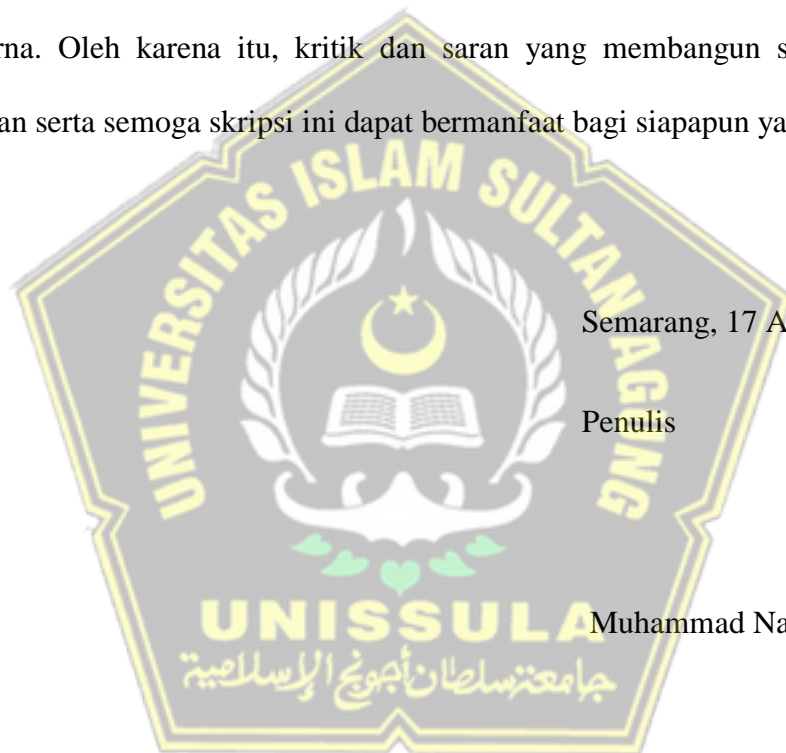 rna. Oleh karena itu, kritik dan saran yang membangun s
an serta semoga skripsi ini dapat bermanfaat bagi siapapun ya
UNIVERSITAS ISLAM SULTAN AGUNG
Semarang, 17 A
Penulis
Muhammad Na
UNISSULA
جامعة سلطان أجونج الإسلامية